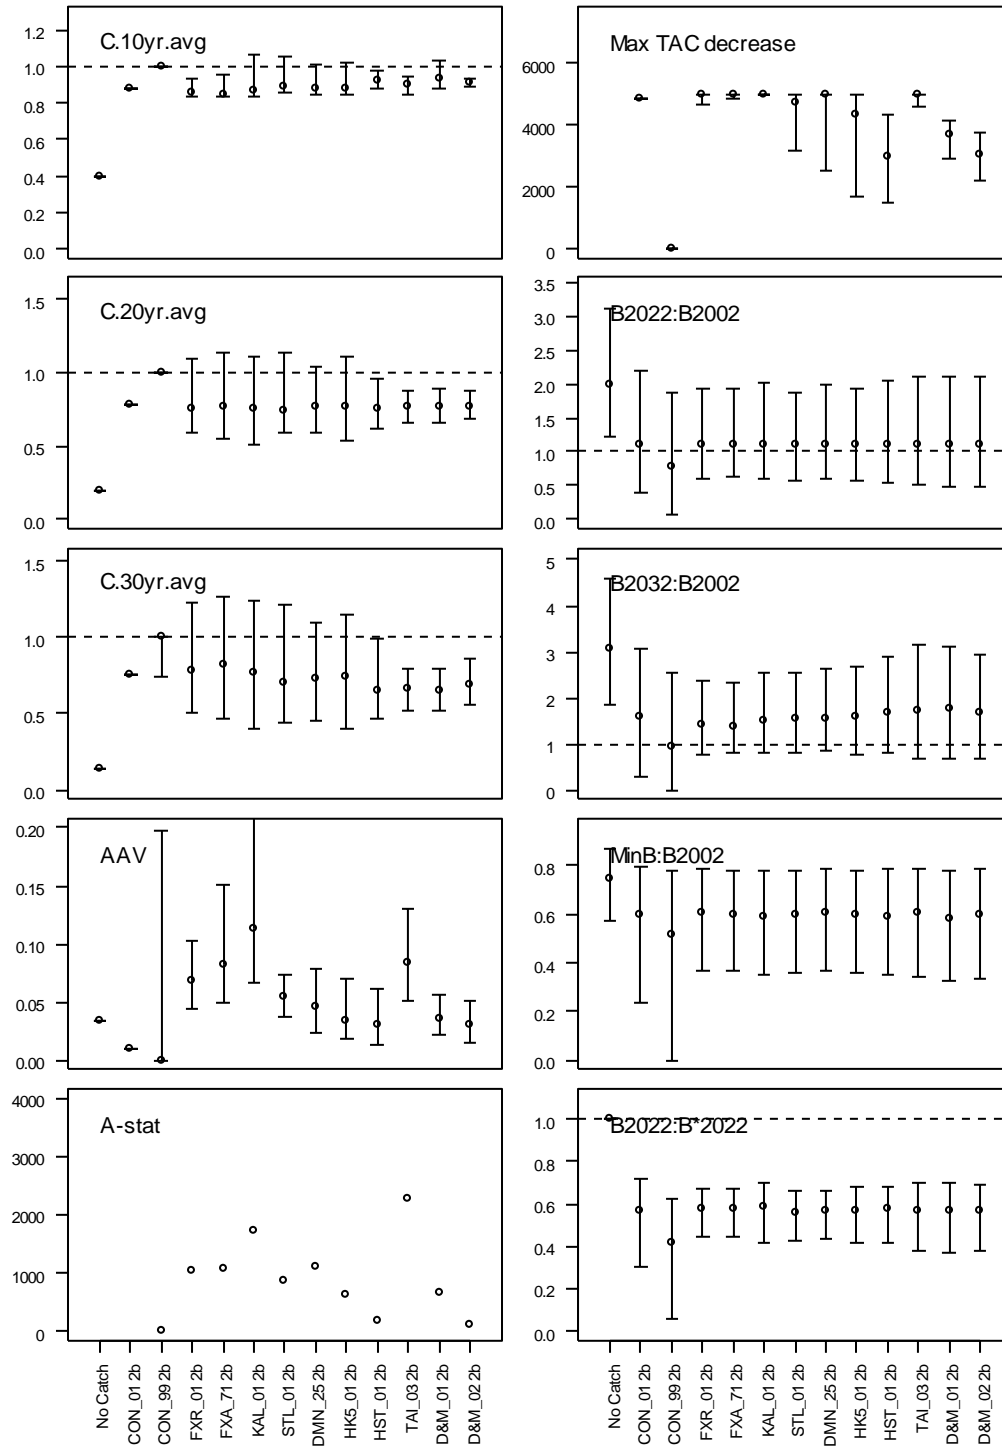 C.10yr.avg
1.2
1.0
0.8
0.6
0.4
0.2
0.0
Max TAC decrease
6000
4000
2000
0
C.20yr.avg
1.5
1.0
0.5
0.0
B2022:B2002
3.5
3.0
2.5
2.0
1.5
1.0
0.5
0.0
C.30yr.avg
1.5
1.0
0.5
0.0
B2032:B2002
5
4
3
2
1
0
AAV
0.20
0.15
0.10
0.05
0.00
MinB:B2002
0.8
0.6
0.4
0.2
0.0
A-stat
4000
3000
2000
1000
0
B2022:B*2022
1.0
0.8
0.6
0.4
0.2
0.0
No Catch
CON_01 2b
CON_99 2b
FXR_01 2b
FXA_71 2b
KAL_01 2b
STL_01 2b
DMN_25 2b
HK5_01 2b
HST_01 2b
TAI_03 2b
D&M_01 2b
D&M_02 2b
No Catch
CON_01 2b
CON_99 2b
FXR_01 2b
FXA_71 2b
KAL_01 2b
STL_01 2b
DMN_25 2b
HK5_01 2b
HST_01 2b
TAI_03 2b
D&M_01 2b
D&M_02 2b